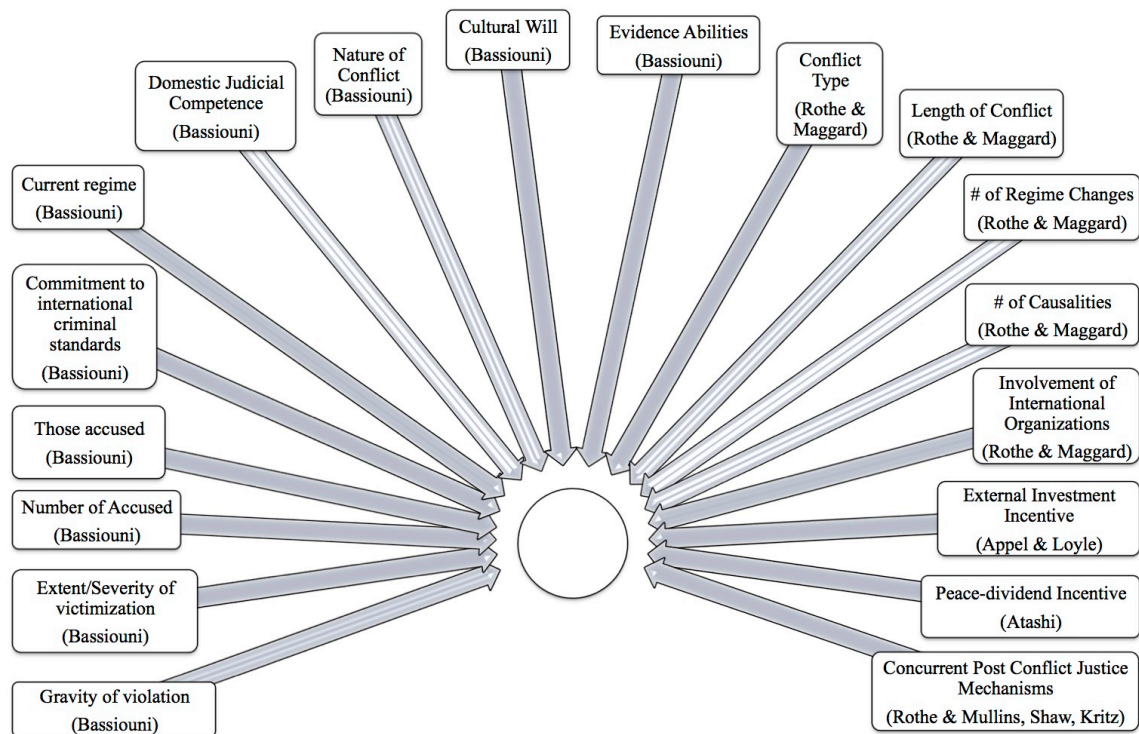 Cultural Will
(Bassiouni)
Evidence Abilities
(Bassiouni)
Nature of
Conflict
(Bassiouni)
Conflict
Type
(Rothe &
Maggard)
Domestic Judicial
Competence
(Bassiouni)
Length of Conflict
(Rothe & Maggard)
Current regime
(Bassiouni)
# of Regime Changes
(Rothe & Maggard)
Commitment to
international
criminal
standards
(Bassiouni)
# of Causalities
(Rothe & Maggard)
Involvement of
International
Organizations
(Rothe & Maggard)
Those accused
(Bassiouni)
Number of Accused
(Bassiouni)
External Investment
Incentive
(Appel & Loyle)
Extent/Severity of
victimization
(Bassiouni)
Peace-dividend Incentive
(Atashi)
Gravity of violation
(Bassiouni)
Concurrent Post Conflict Justice
Mechanisms
(Rothe & Mullins, Shaw, Kritz)